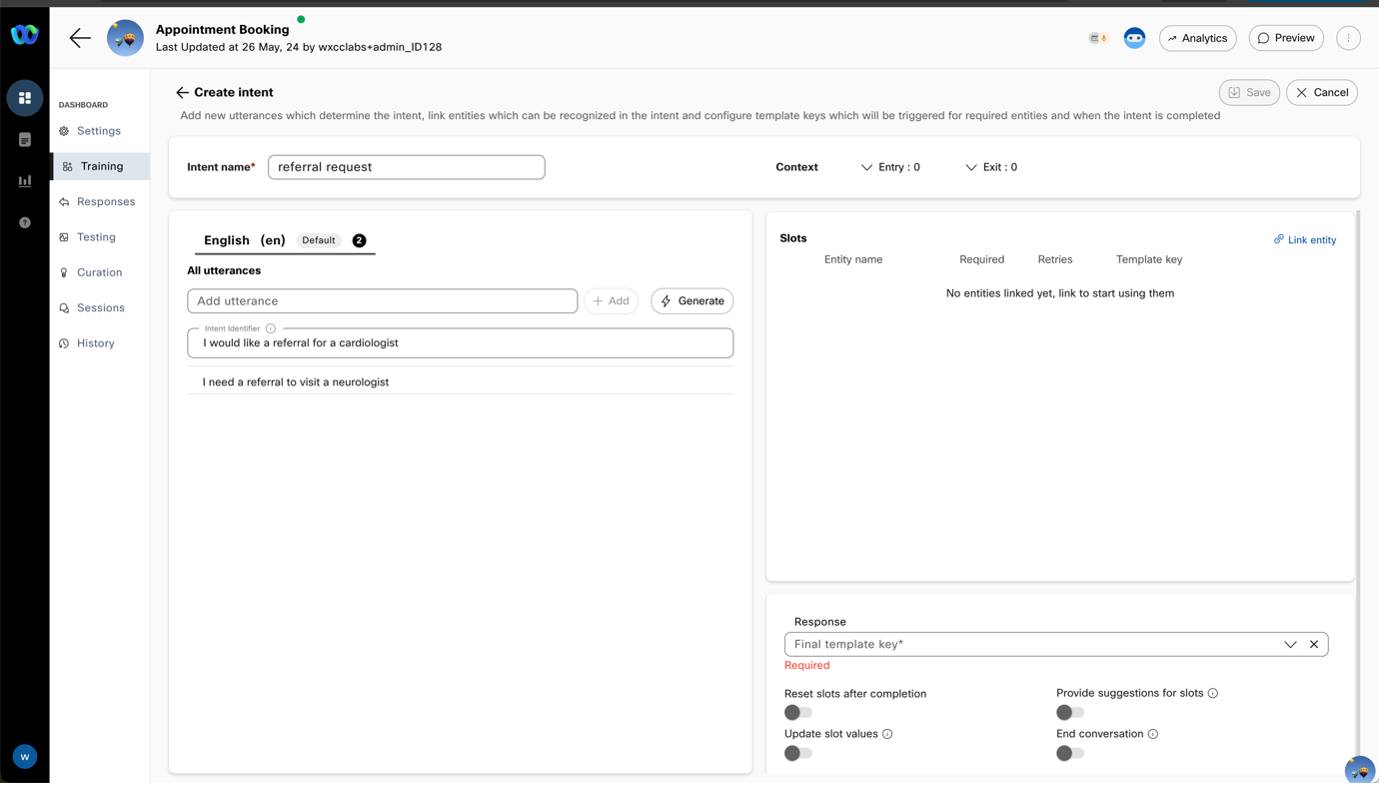 Appointment Booking
Last Updated at 26 May, 24 by wxcclabs+admin_ID128
Analytics
Preview
DASHBOARD
Settings
Training
Responses
Testing
Curation
Sessions
History
Create intent
Save
Cancel
Add new utterances which determine the intent, link entities which can be recognized in the intent and configure template keys which will be triggered for required entities and when the intent is completed
Intent name*
referral request
Context
Entry : 0
Exit : 0
English (en) Default 2
All utterances
Add utterance
+ Add
Generate
Intent Identifier
I would like a referral for a cardiologist
I need a referral to visit a neurologist
Slots
Link entity
Entity name Required Retries Template key
No entities linked yet, link to start using them
Response
Final template key*
Required
Reset slots after completion
Provide suggestions for slots
Update slot values
End conversation
W